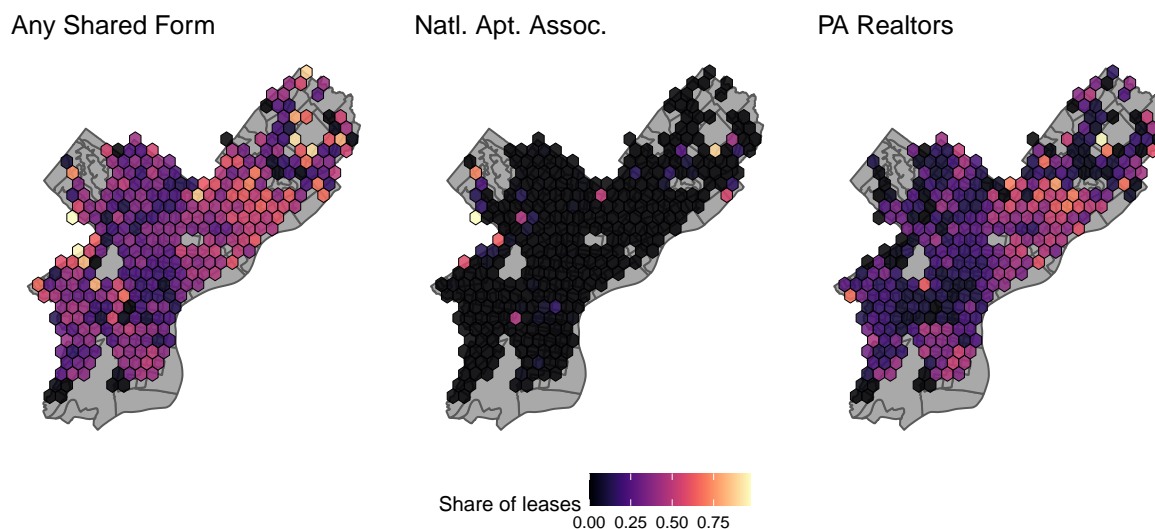 Any Shared Form
Natl. Apt. Assoc.
PA Realtors
Share of leases
0.00 0.25 0.50 0.75